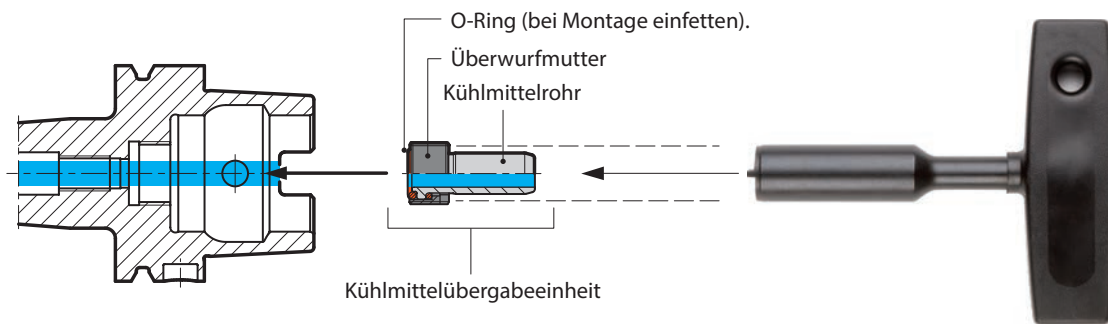 O-Ring (bei Montage einfetten).
Überwurfmutter
Kühlmittelrohr
Kühlmittelübergabeeinheit